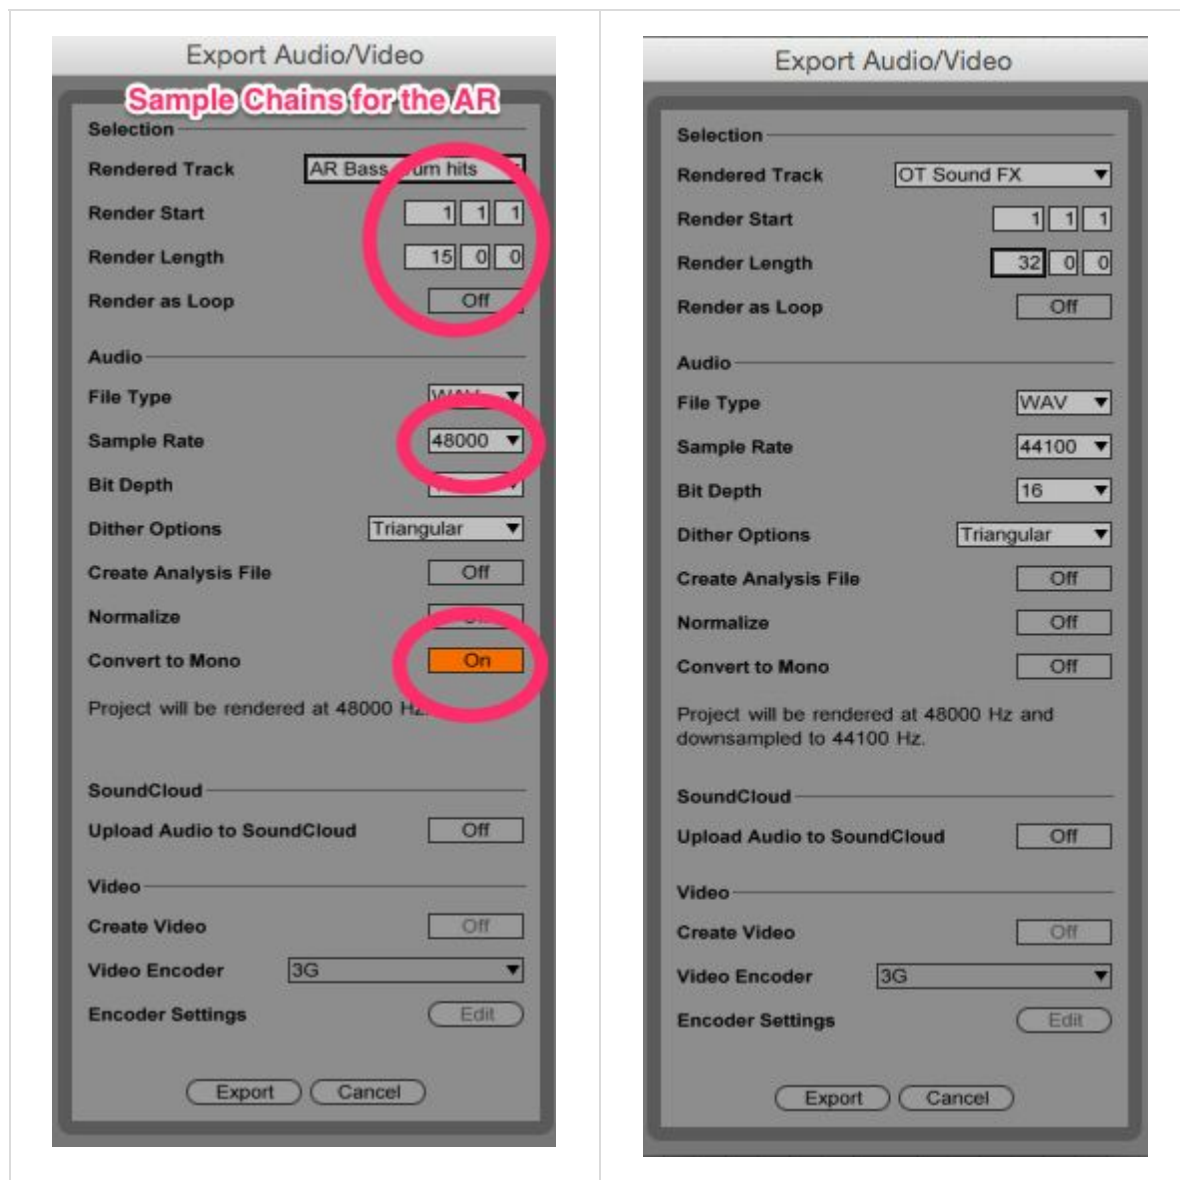 Export Audio/Video
Sample Chains for the AR
Selection
Rendered Track AR Bass hits
Render Start 1 1 1
Render Length 15 0 0
Render as Loop Off
Audio
File Type
Sample Rate 48000
Bit Depth
Dither Options Triangular
Create Analysis File Off
Normalize
Convert to Mono On
Project will be rendered at 48000 Hz.
SoundCloud
Upload Audio to SoundCloud Off
Video
Create Video Off
Video Encoder 3G
Encoder Settings Edit
Export Cancel
Export Audio/Video
Selection
Rendered Track OT Sound FX
Render Start 1 1 1
Render Length 32 0 0
Render as Loop Off
Audio
File Type WAV
Sample Rate 44100
Bit Depth 16
Dither Options Triangular
Create Analysis File Off
Normalize Off
Convert to Mono Off
Project will be rendered at 48000 Hz and
downsampled to 44100 Hz.
SoundCloud
Upload Audio to SoundCloud Off
Video
Create Video Off
Video Encoder 3G
Encoder Settings Edit
Export Cancel